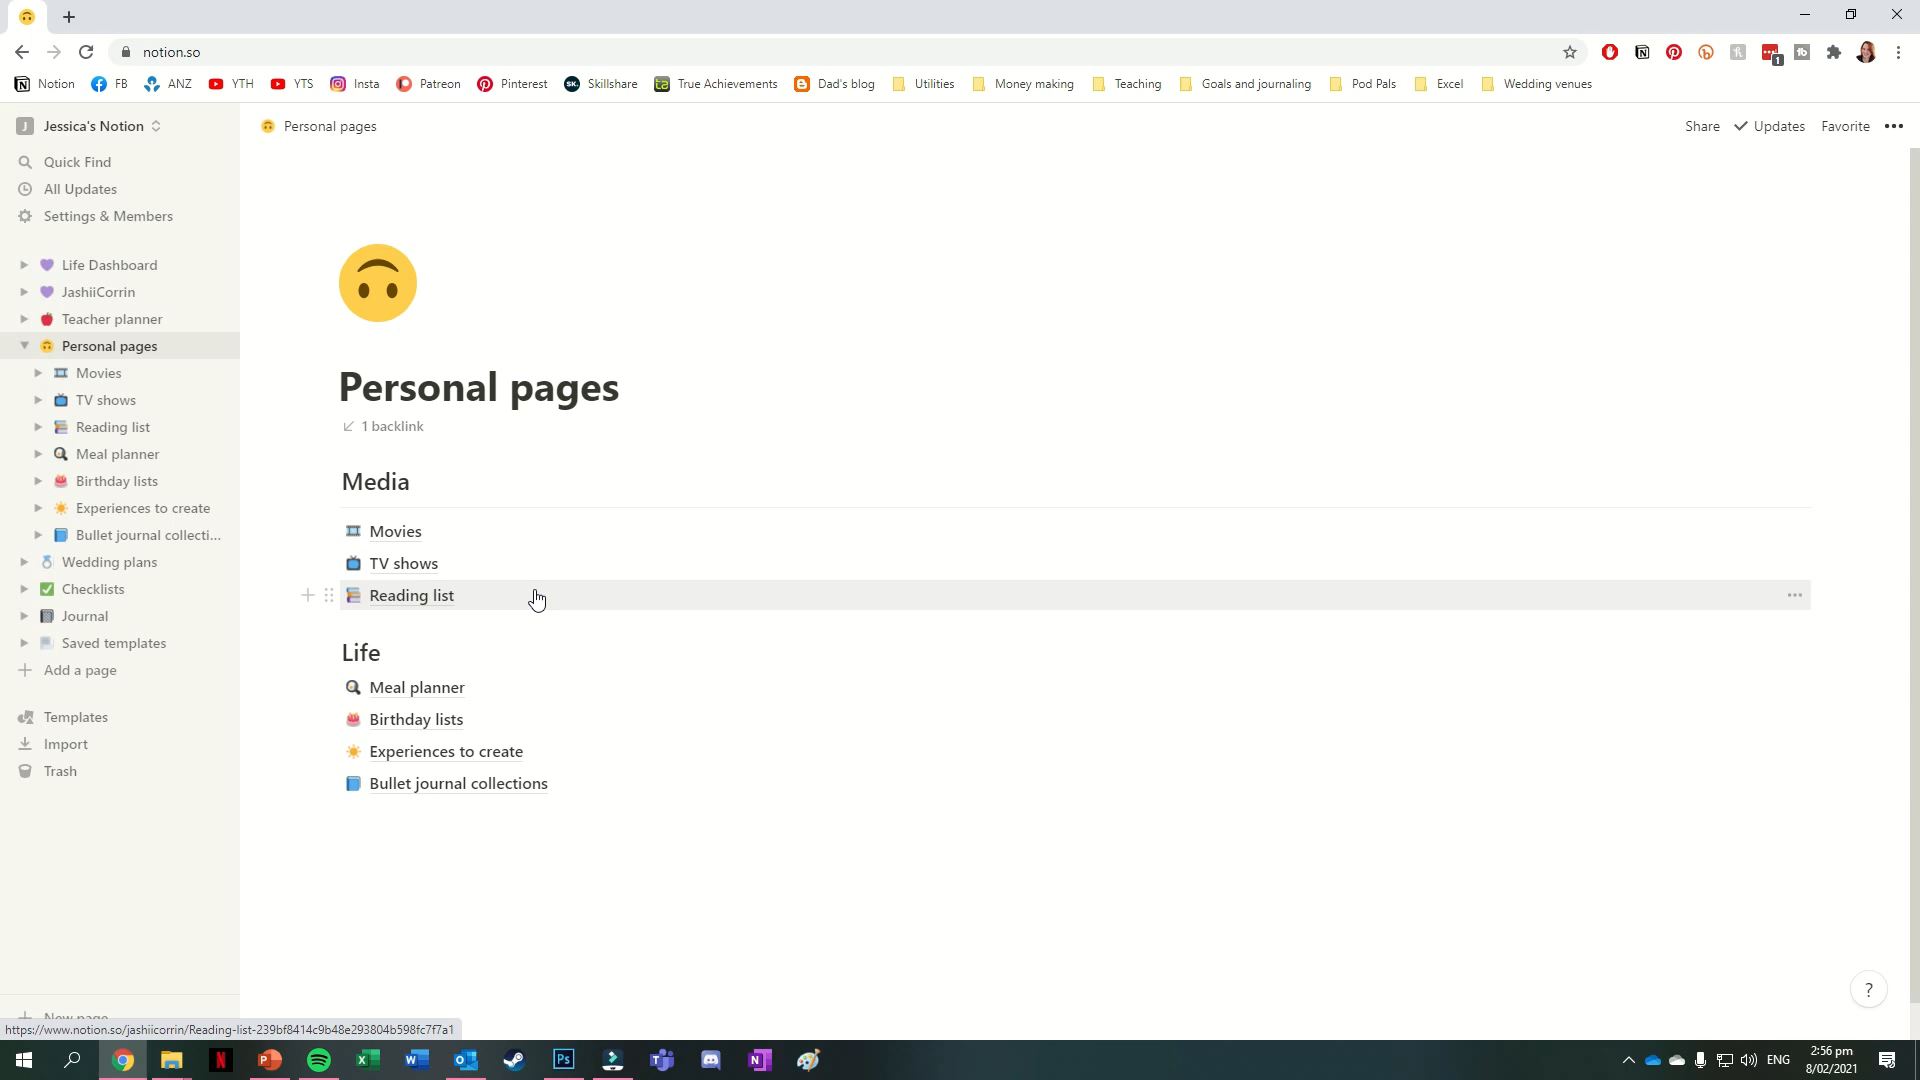 notion.so
1
Notion FB ANZ YTH YTS Insta Patreon Pinterest Skillshare True Achievements Dad's blog Utilities Money making Teaching Goals and journaling Pod Pals Excel Wedding venues
J Jessica's Notion
Personal pages
Share Updates Favorite
Quick Find
All Updates
Settings & Members
Life Dashboard
JashiiCorrin
Teacher planner
Personal pages
Movies
TV shows
Reading list
Meal planner
Birthday lists
Experiences to create
Bullet journal collecti...
Wedding plans
Checklists
Journal
Saved templates
Add a page
Templates
Import
Trash
New page
Personal pages
1 backlink
Media
Movies
TV shows
Reading list
Life
Meal planner
Birthday lists
Experiences to create
Bullet journal collections
?
https://www.notion.so/jashiicorrin/Reading-list-239bf8414c9b48e293804b598fc7f7a1
ENG
2:56 pm
8/02/2021